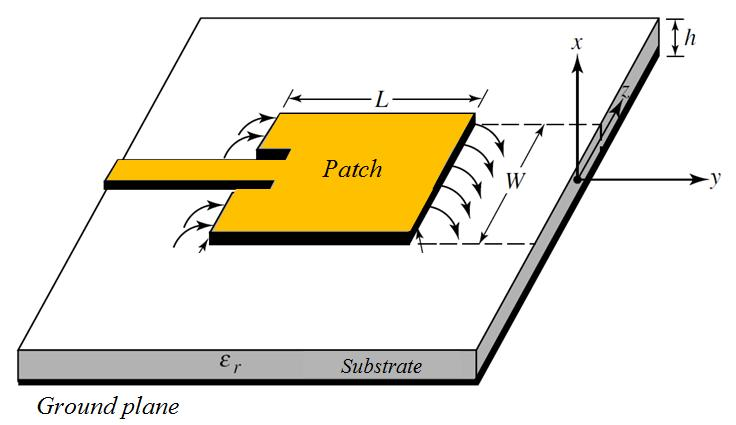 x
h
L
z
Patch
W
y
εr
Substrate
Ground plane